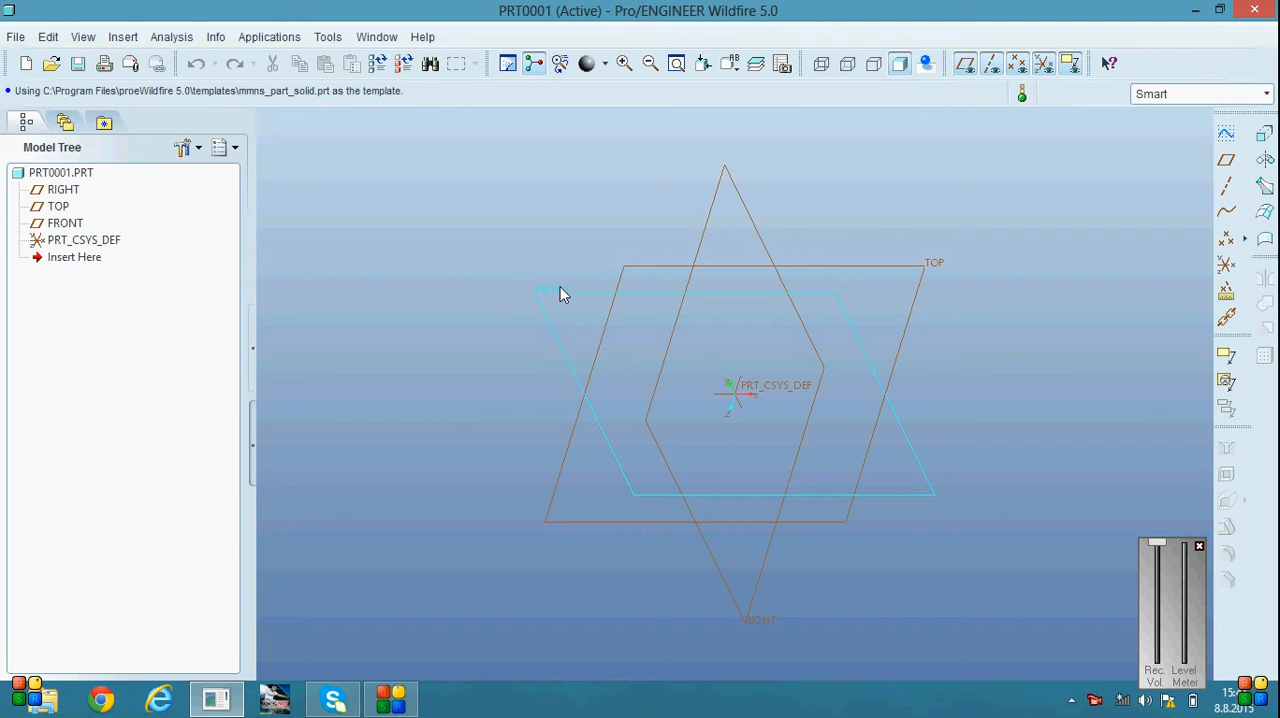 PRT0001 (Active) - Pro/ENGINEER Wildfire 5.0
File Edit View Insert Analysis Info Applications Tools Window Help
Using C:\Program Files\proeWildfire 5.0\templates\mmns_part_solid.prt as the template.
Smart
Model Tree
PRT0001.PRT
RIGHT
TOP
FRONT
PRT_CSYS_DEF
Insert Here
TOP
PRT_CSYS_DEF
X
Z
RIGHT
Rec. Level
Vol. Meter
8.8.2015